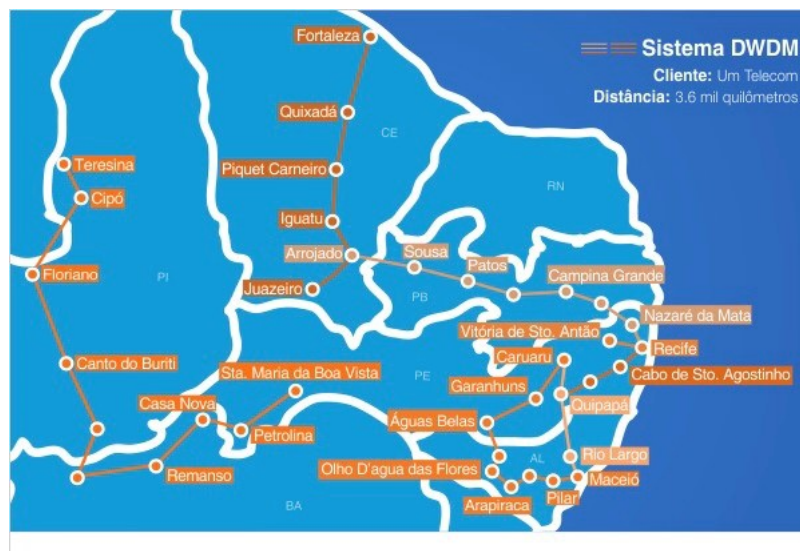 Sistema DWDM
Cliente: Um Telecom
Distância: 3.6 mil quilômetros
Fortaleza
Quixadá
CE
Piquet Carneiro
Teresina
Cipó
RN
Iguatu
Arrojado
Sousa
Patos
Floriano
PI
Campina Grande
Juazeiro
PB
Nazaré da Mata
Vitória de Sto. Antão
Recife
Caruaru
Canto do Buriti
Sta. Maria da Boa Vista
PE
Cabo de Sto. Agostinho
Garanhuns
Casa Nova
Quipapá
Águas Belas
Petrolina
Rio Largo
AL
Remanso
Olho D'agua das Flores
Maceió
Pilar
Arapiraca
BA